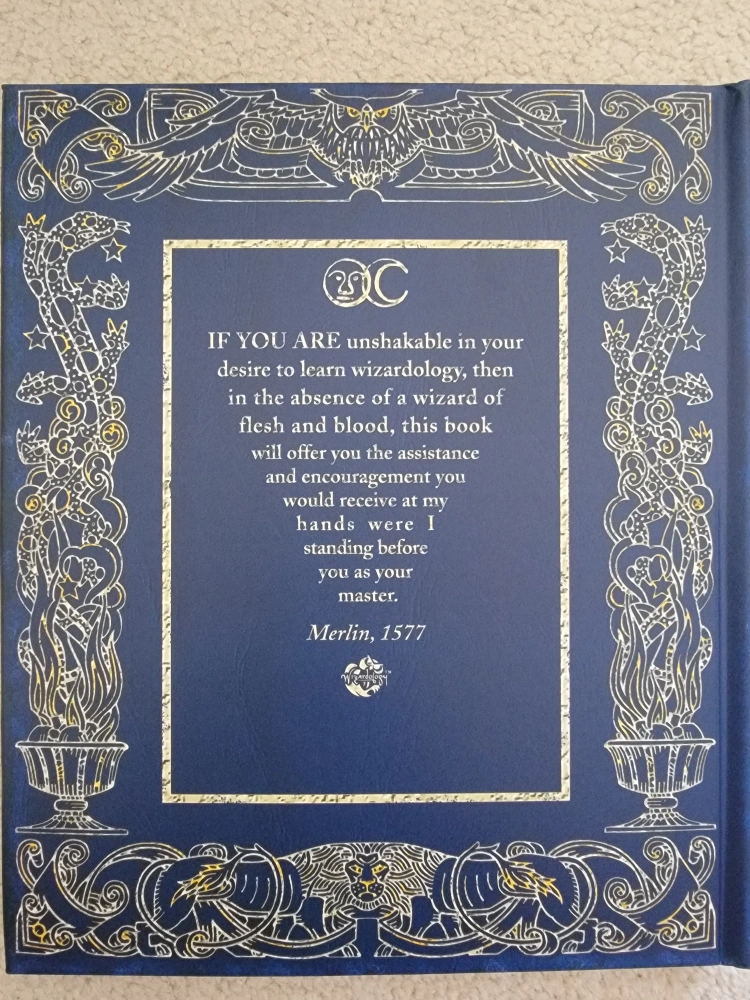 IF YOU ARE unshakable in your
desire to learn wizardology, then
in the absence of a wizard of
flesh and blood, this book
will offer you the assistance
and encouragement you
would receive at my
hands were I
standing before
you as your
master.
Merlin, 1577
Wizardology™